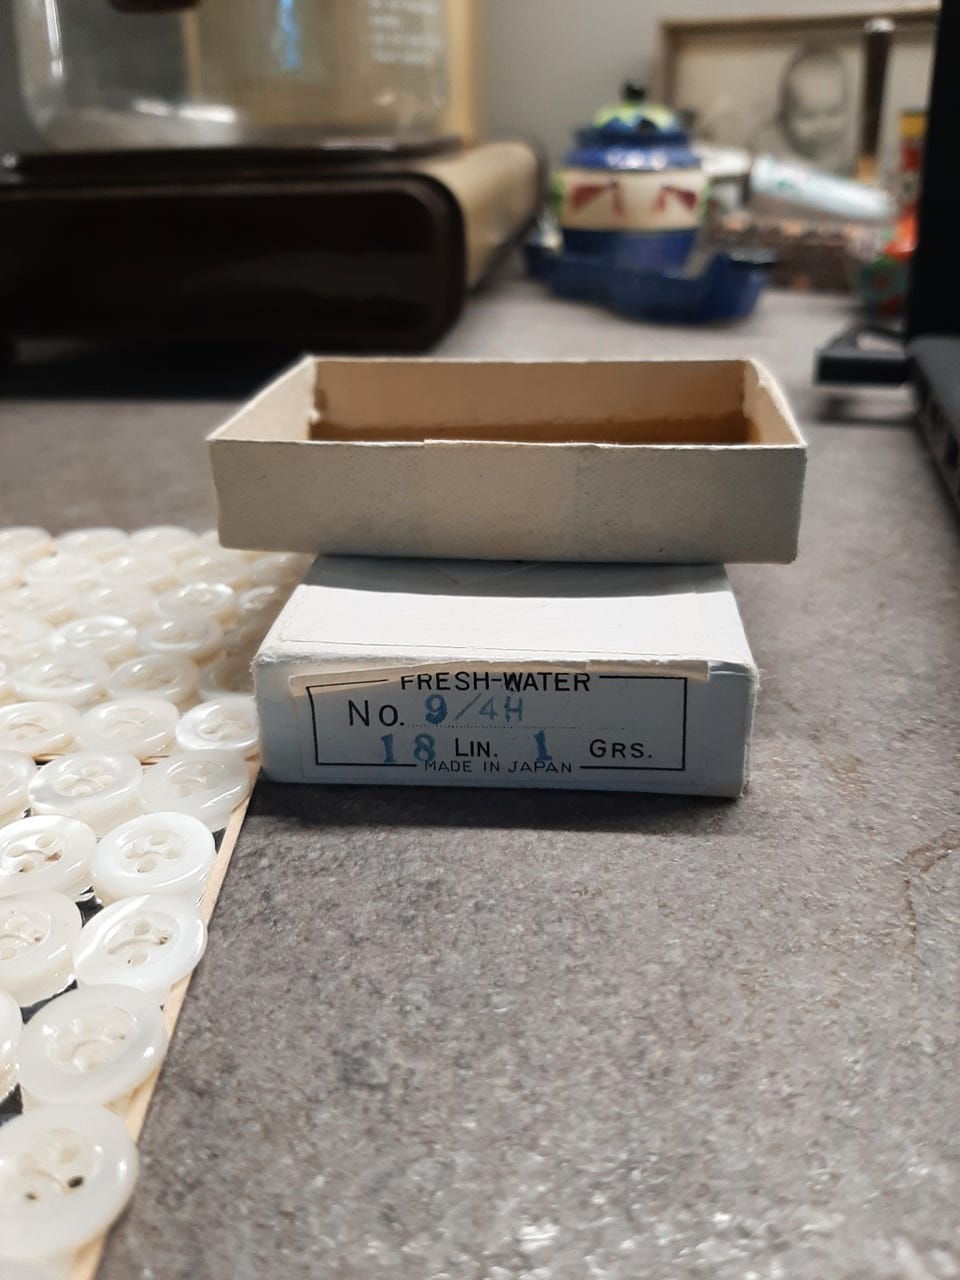 FRESH-WATER
No. 9/4H
18 LIN. 1 GRS.
MADE IN JAPAN